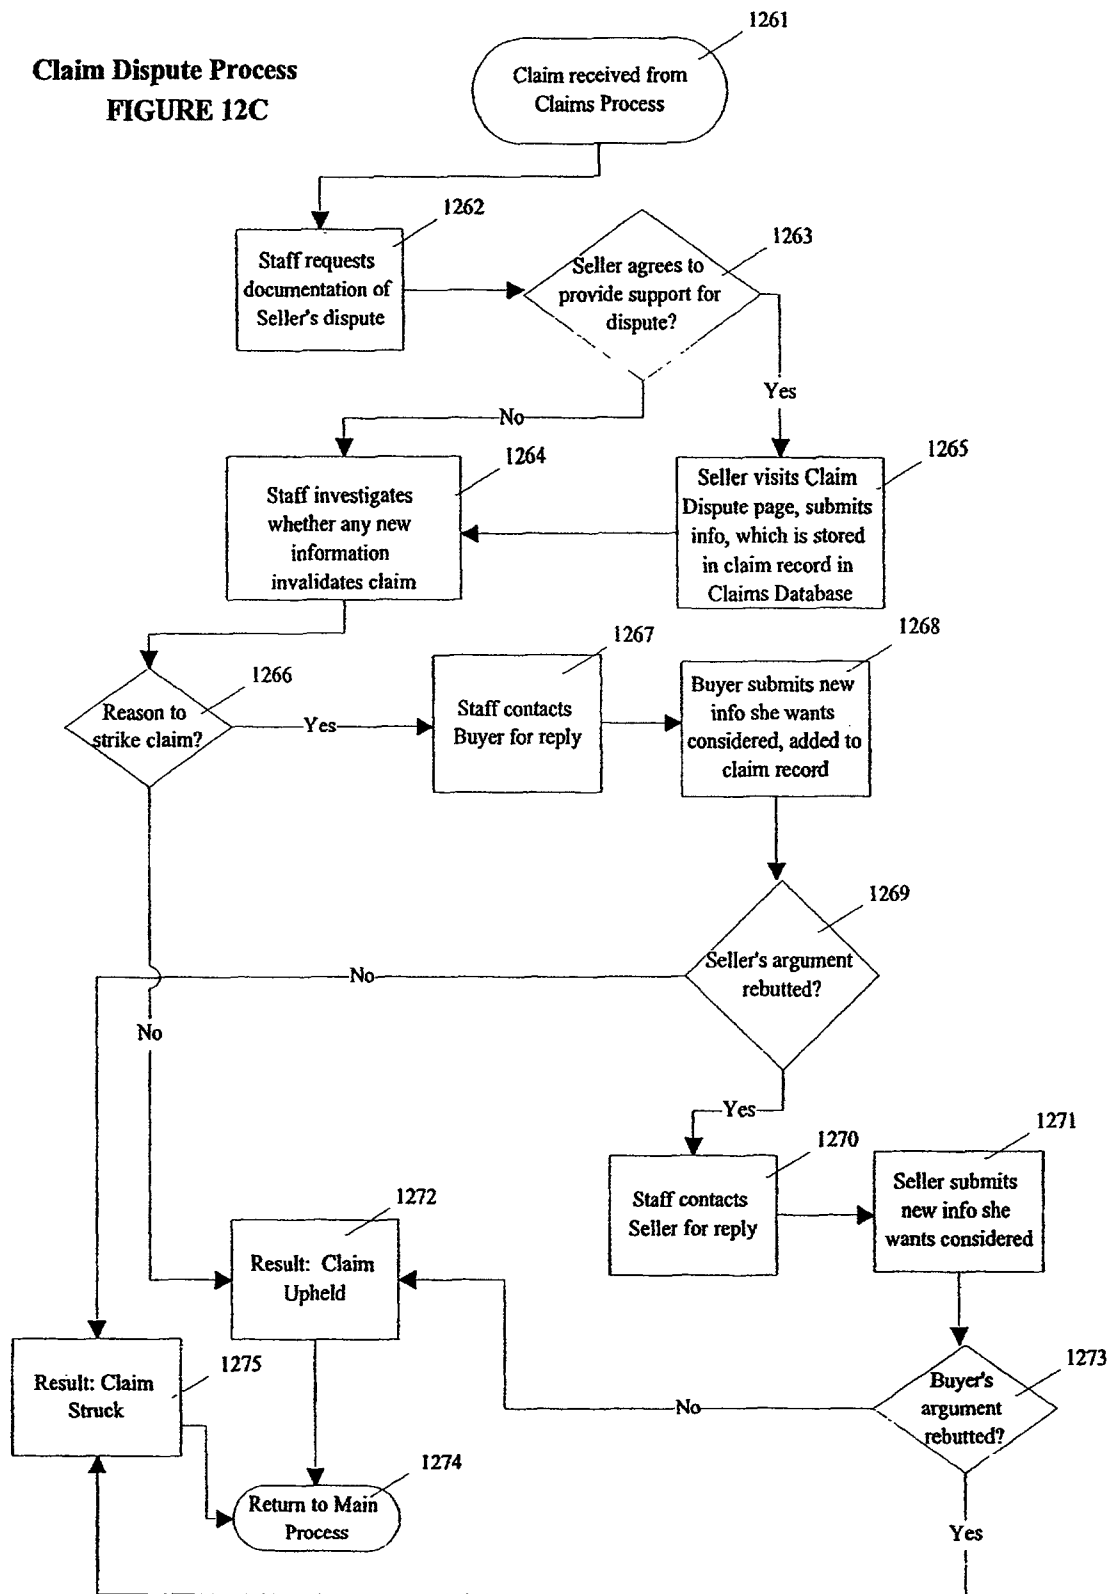 1261
Claim Dispute Process
FIGURE 12C
Claim received from
Claims Process
1262
1263
Staff requests
documentation of
Seller's dispute
Seller agrees to
provide support for
dispute?
Yes
No
1264
1265
Staff investigates
whether any new
information
invalidates claim
Seller visits Claim
Dispute page, submits
info, which is stored
in claim record in
Claims Database
1266
1267
1268
Reason to
strike claim?
Yes
Staff contacts
Buyer for reply
Buyer submits new
info she wants
considered, added to
claim record
1269
Seller's argument
rebutted?
No
No
Yes
1270
1271
Staff contacts
Seller for reply
Seller submits
new info she
wants considered
1272
Result: Claim
Upheld
1275
Result: Claim
Struck
1273
Buyer's
argument
rebutted?
No
1274
Return to Main
Process
Yes